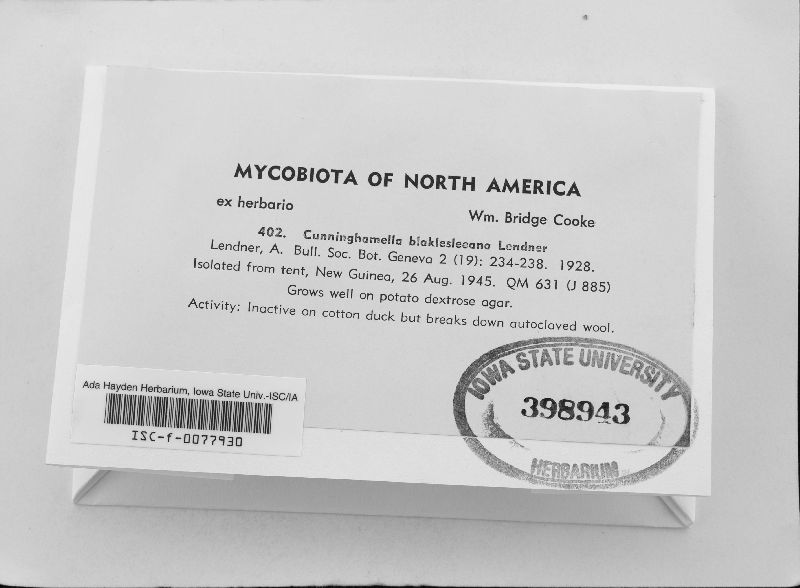 MYCOBIOTA OF NORTH AMERICA
ex herbario
Wm. Bridge Cooke
402. Cunninghamella blakesleeana Lendner
Lendner, A. Bull. Soc. Bot. Geneva 2 (19): 234-238. 1928.
Isolated from tent, New Guinea, 26 Aug. 1945. QM 631 (J 885)
Grows well on potato dextrose agar.
Activity: Inactive on cotton duck but breaks down autoclaved wool.
Ada Hayden Herbarium, Iowa State Univ.-ISC/IA
ISC-f-0077930
IOWA STATE UNIVERSITY
398943
HERBARIUM